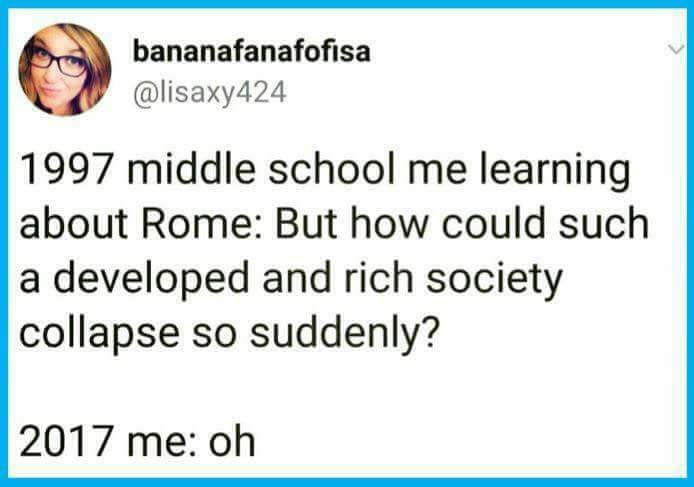 bananafanafofisa
@lisaxy424
1997 middle school me learning
about Rome: But how could such
a developed and rich society
collapse so suddenly?
2017 me: oh